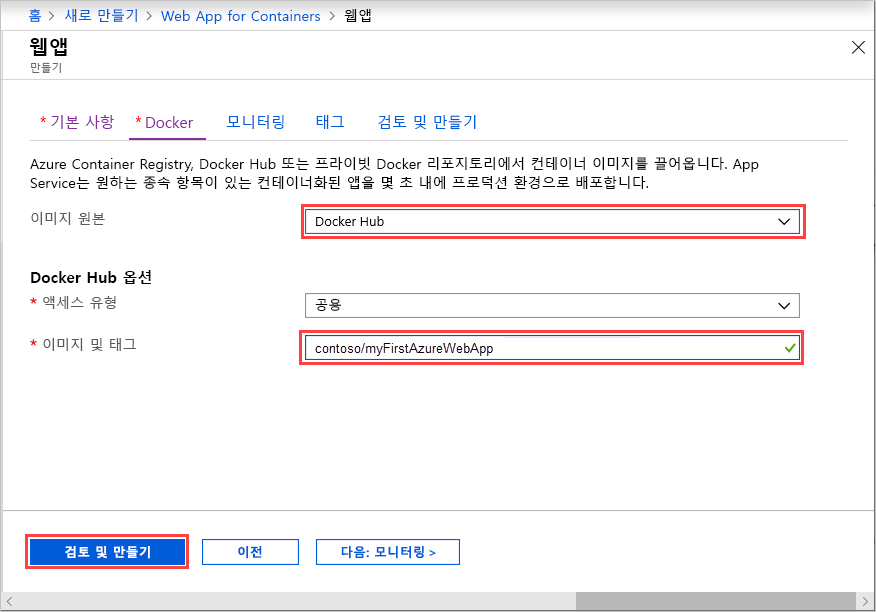 홈 > 새로 만들기 > Web App for Containers > 웹앱
웹앱
만들기
* 기본 사항 * Docker 모니터링 태그 검토 및 만들기
Azure Container Registry, Docker Hub 또는 프라이빗 Docker 리포지토리에서 컨테이너 이미지를 끌어옵니다. App
Service는 원하는 종속 항목이 있는 컨테이너화된 앱을 몇 초 내에 프로덕션 환경으로 배포합니다.
이미지 원본 Docker Hub
Docker Hub 옵션
* 액세스 유형 공용
* 이미지 및 태그 contoso/myFirstAzureWebApp
검토 및 만들기 이전 다음: 모니터링 >